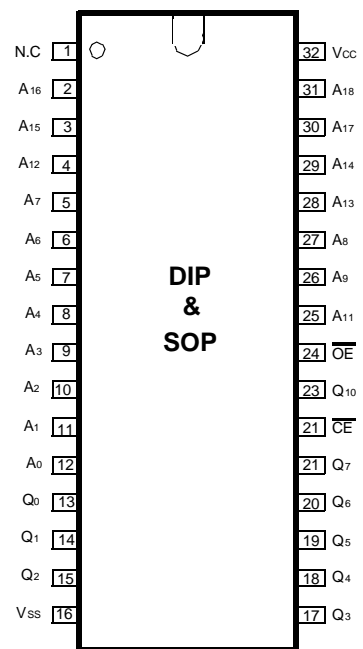 N.C 1 32 VCC
A16 2 31 A18
A15 3 30 A17
A12 4 29 A14
A7 5 28 A13
A6 6 27 A8
A5 7 26 A9
A4 8 25 A11
A3 9 24 OE
A2 10 23 Q10
A1 11 21 CE
A0 12 21 Q7
Q0 13 20 Q6
Q1 14 19 Q5
Q2 15 18 Q4
VSS 16 17 Q3
DIP
&
SOP